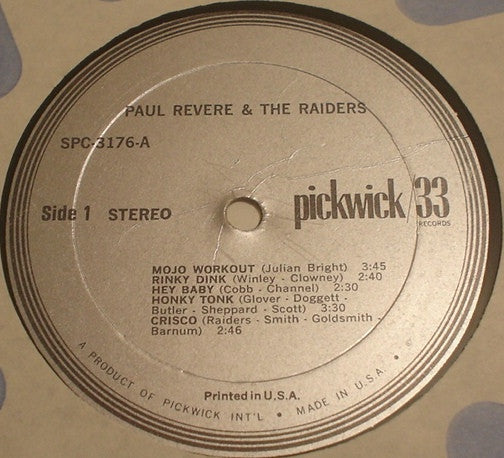 PAUL REVERE & THE RAIDERS
SPC-3176-A
Side 1 STEREO
pickwick 33
RECORDS
MOJO WORKOUT (Julian Bright) 3:45
RINKY DINK (Winley - Clowney) 2:40
HEY BABY (Cobb - Channel) 2:30
HONKY TONK (Glover - Doggett -
Butler - Sheppard - Scott) 3:30
CRISCO (Raiders - Smith - Goldsmith -
Barnum) 2:46
Printed in U.S.A.
A PRODUCT OF PICKWICK INT'L • MADE IN U.S.A. •